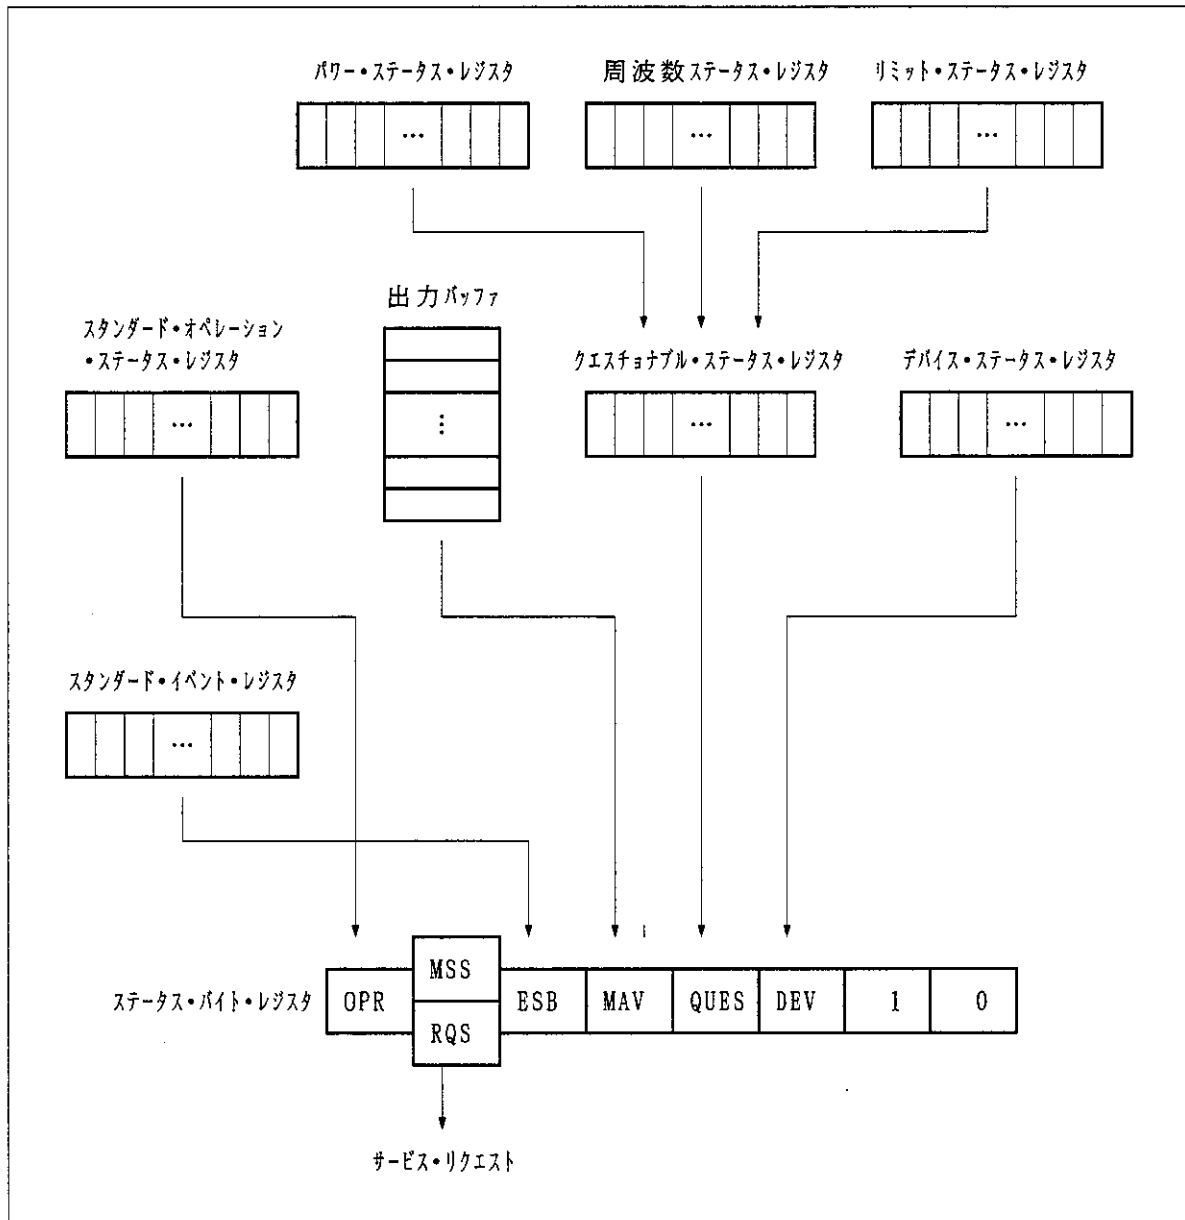 パワー・ステータス・レジスタ
周波数ステータス・レジスタ
リミット・ステータス・レジスタ
...
...
...
出力バッファ
スタンダード・オペレーション
・ステータス・レジスタ
クエスチョナブル・ステータス・レジスタ
デバイス・ステータス・レジスタ
...
...
...
...
スタンダード・イベント・レジスタ
...
ステータス・バイト・レジスタ
OPR
MSS
RQS
ESB
MAV
QUES
DEV
1
0
サービス・リクエスト